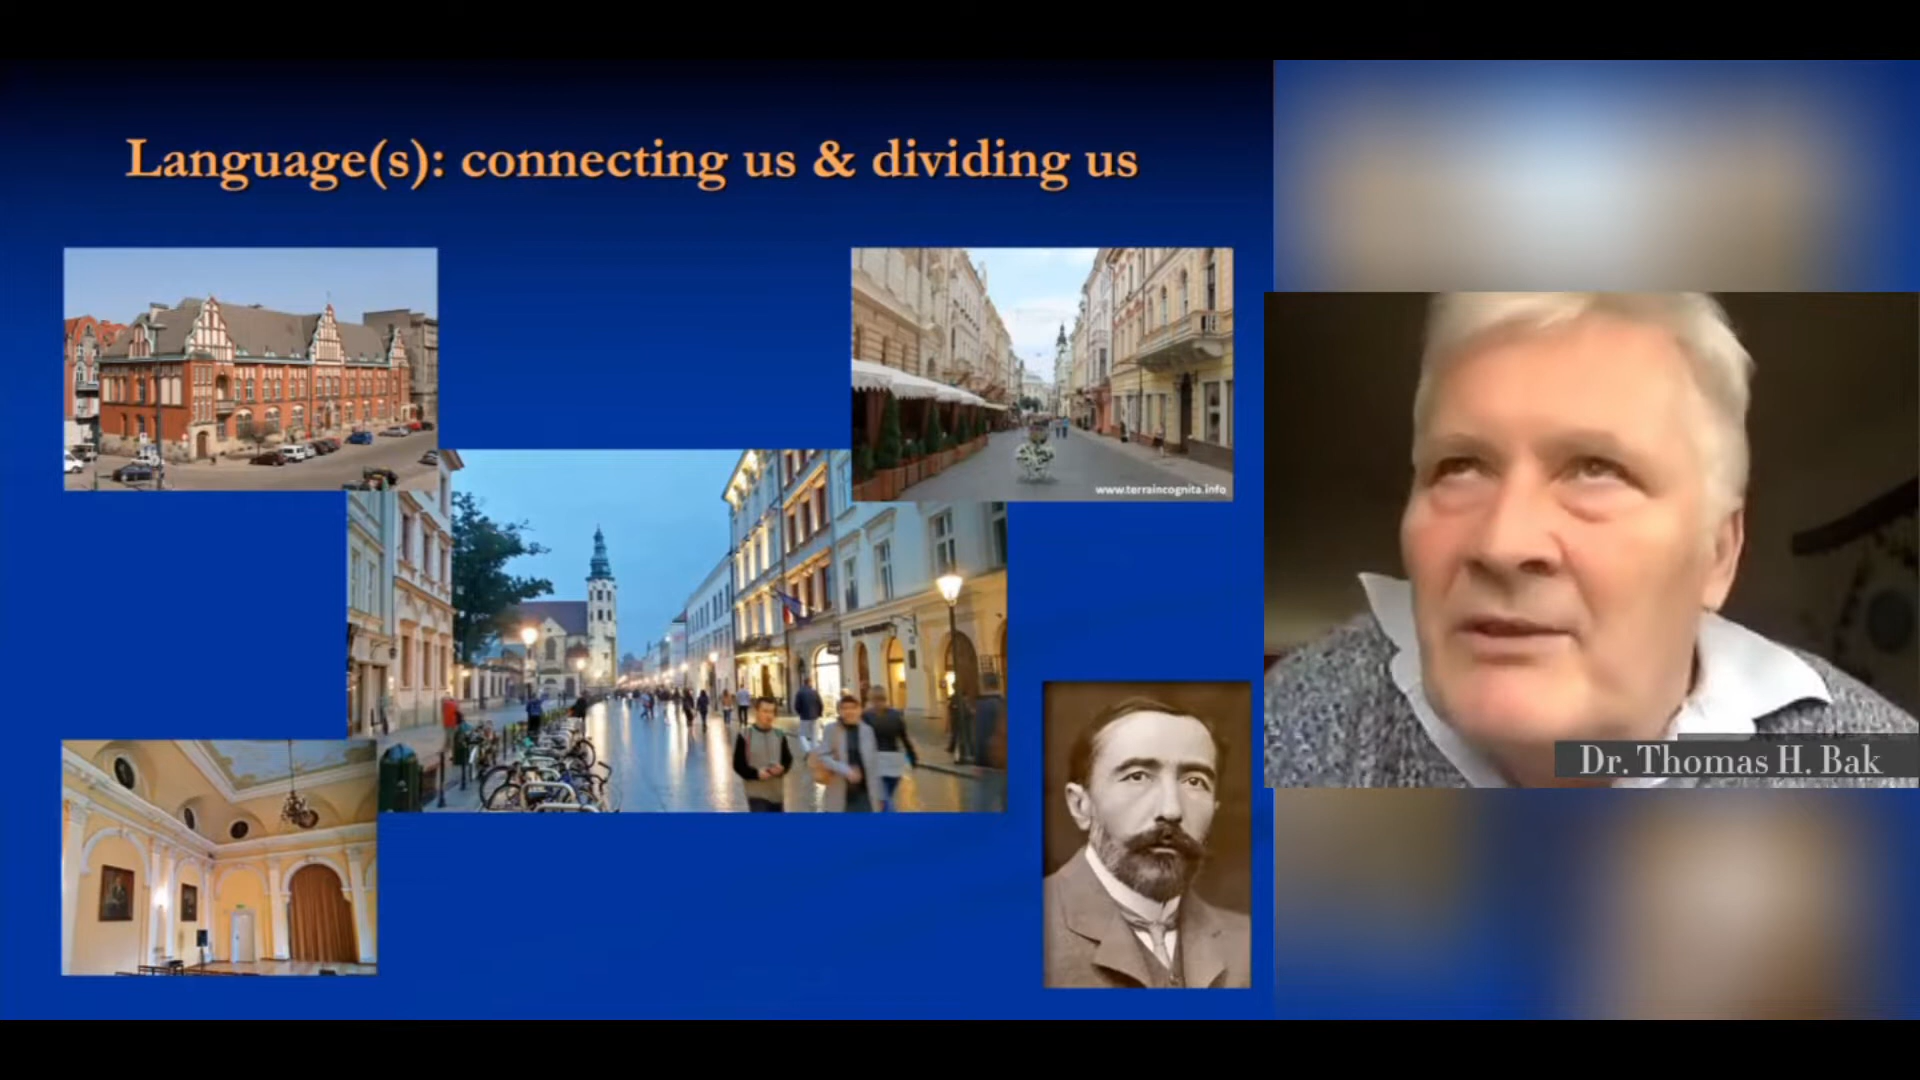 Language(s): connecting us & dividing us
www.terraincognita.info
Dr. Thomas H. Bak